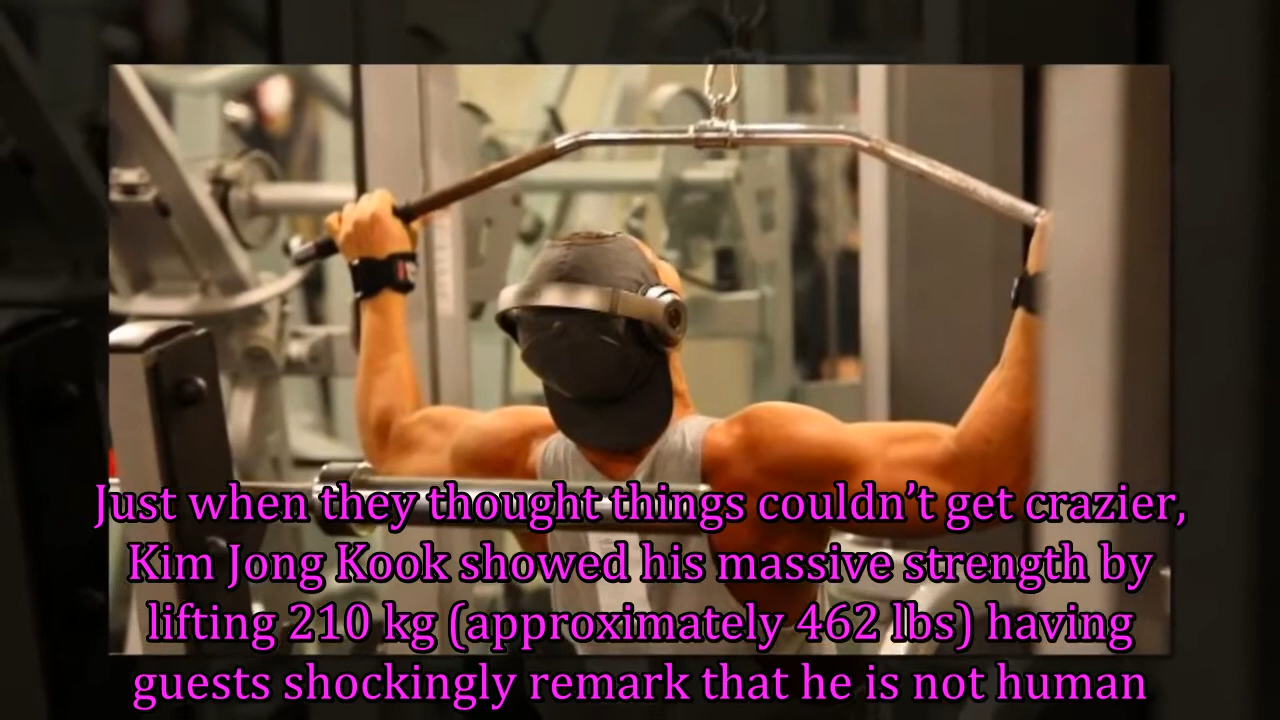 Just when they thought things couldn’t get crazier,
Kim Jong Kook showed his massive strength by
lifting 210 kg (approximately 462 lbs) having
guests shockingly remark that he is not human